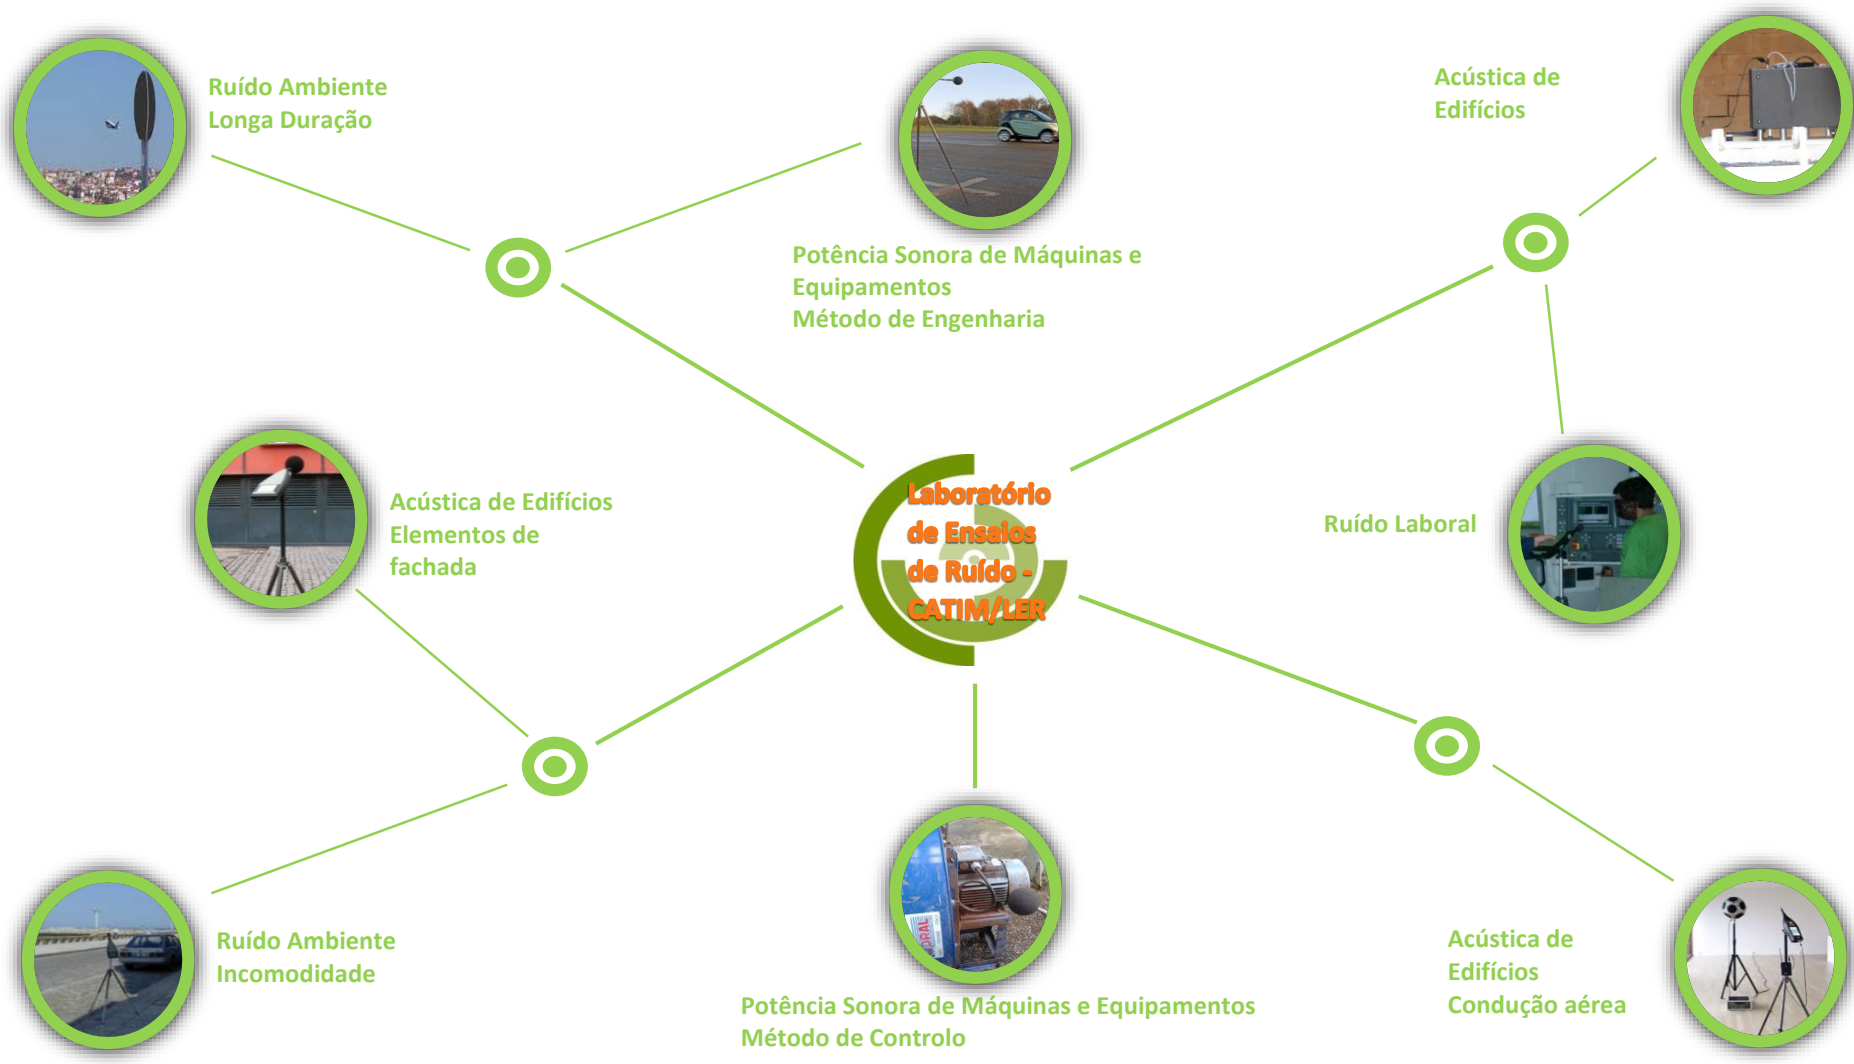 Ruído Ambiente
Longa Duração
Acústica de
Edifícios
Potência Sonora de Máquinas e
Equipamentos
Método de Engenharia
Acústica de Edifícios
Elementos de
fachada
Laboratório
de Ensaios
de Ruído -
CATIM/LER
Ruído Laboral
Ruído Ambiente
Incomodidade
Acústica de
Edifícios
Condução aérea
Potência Sonora de Máquinas e Equipamentos
Método de Controlo